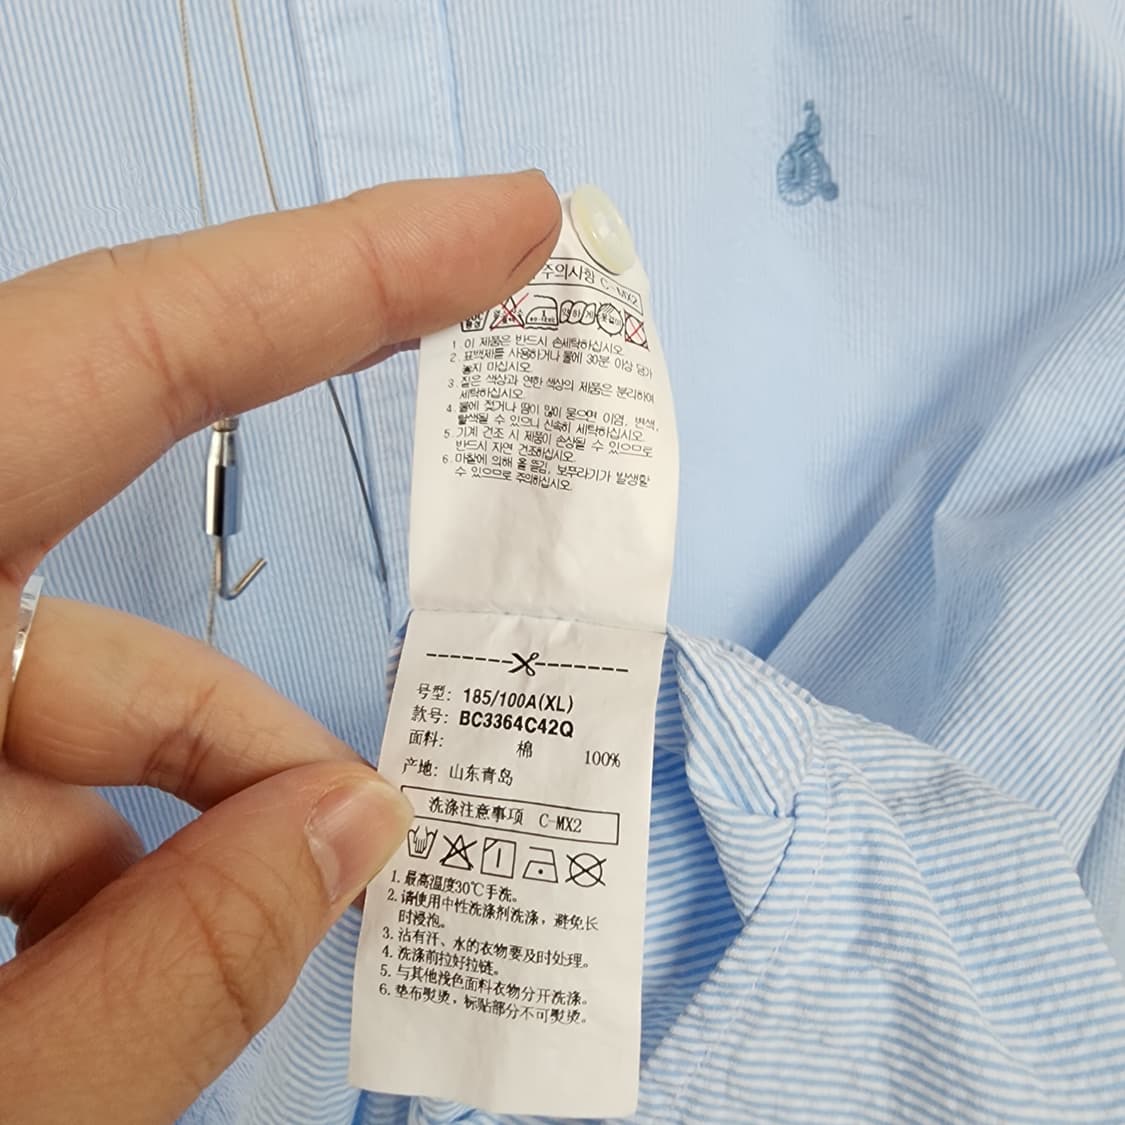 주의사항 C-MX2
약하게
1. 이 제품은 반드시 손세탁하십시오.
2. 표백제를 사용하거나 물에 30분 이상 담가
놓지 마십시오.
3. 짙은 색상과 연한 색상의 제품은 분리하여
세탁하십시오.
4. 물에 젖거나 땀이 많이 묻으면 이염, 변색,
탈색될 수 있으니 신속히 세탁하십시오.
5. 기계 건조 시 제품이 손상될 수 있으므로
반드시 자연 건조하십시오.
6. 마찰에 의해 올 뜯김, 보푸라기가 발생할
수 있으므로 주의하십시오.
号型: 185/100A(XL)
款号: BC3364C42Q
面料: 棉 100%
产地: 山东青岛
洗涤注意事项 C-MX2
1. 最高温度30℃手洗。
2. 请使用中性洗涤剂洗涤，避免长
时浸泡。
3. 沾有汗、水的衣物要及时处理。
4. 洗涤前拉好拉链。
5. 与其他浅色面料衣物分开洗涤。
6. 垫布熨烫，标贴部分不可熨烫。